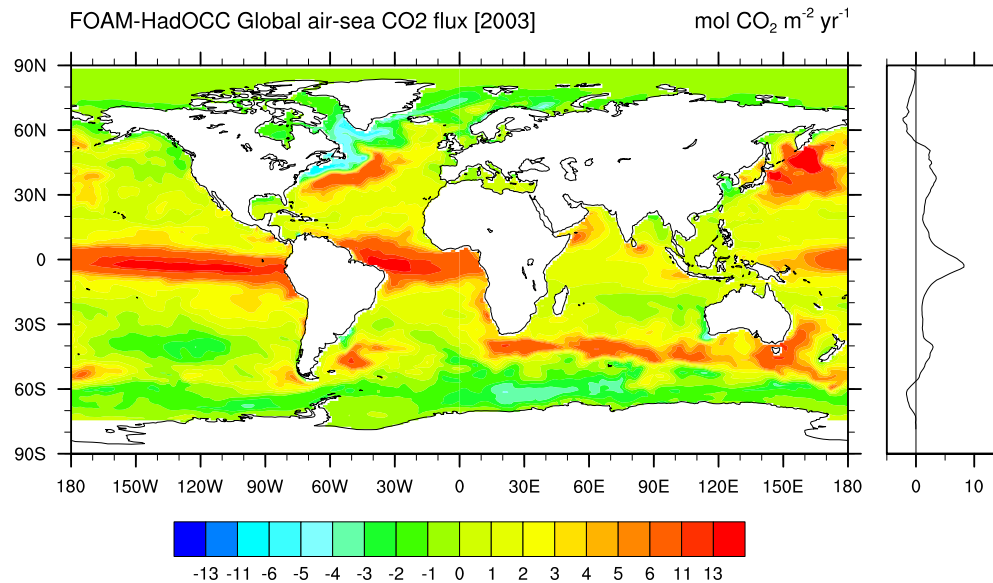 FOAM-HadOCC Global air-sea CO2 flux [2003] mol CO₂ m⁻² yr⁻¹
90N
60N
30N
0
30S
60S
90S
180 150W 120W 90W 60W 30W 0 30E 60E 90E 120E 150E 180 0 10
-13 -11 -6 -5 -4 -3 -2 -1 0 1 2 3 4 5 6 11 13